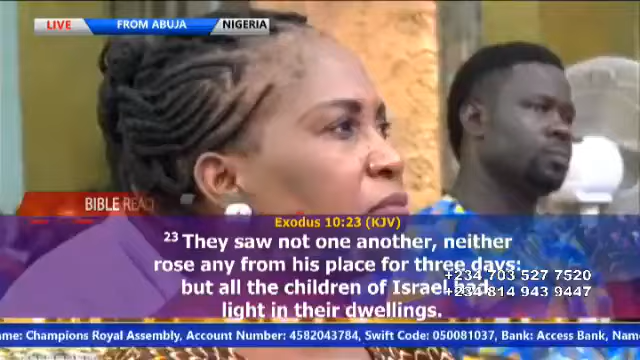 LIVE FROM ABUJA NIGERIA
BIBLE READ
Exodus 10:23 (KJV)
23 They saw not one another, neither
rose any from his place for three days:
but all the children of Israel had
light in their dwellings.
+234 703 527 7520
+234 814 943 9447
ame: Champions Royal Assembly, Account Number: 4582043784, Swift Code: 050081037, Bank: Access Bank, Nam